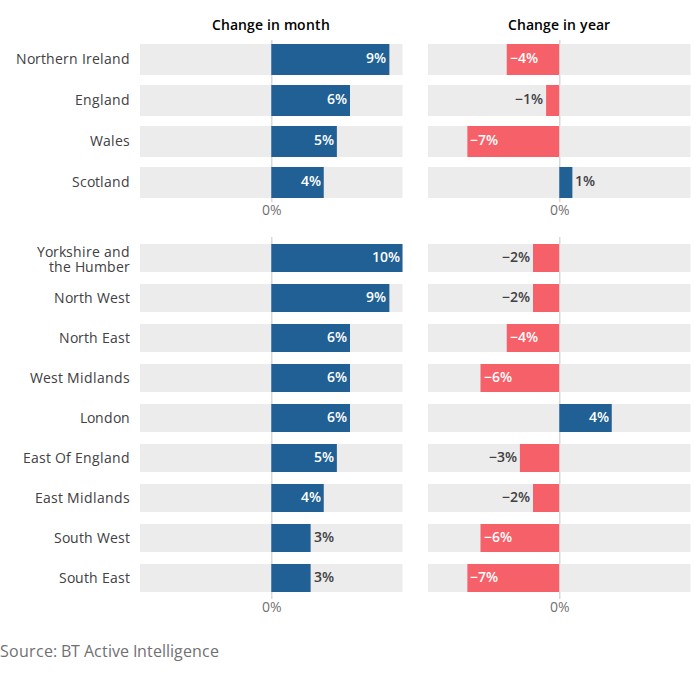 Change in month Change in year
Northern Ireland 9% −4%
England 6% −1%
Wales 5% −7%
Scotland 4% 1%
0% 0%
Yorkshire and
the Humber 10% −2%
North West 9% −2%
North East 6% −4%
West Midlands 6% −6%
London 6% 4%
East Of England 5% −3%
East Midlands 4% −2%
South West 3% −6%
South East 3% −7%
0% 0%
Source: BT Active Intelligence